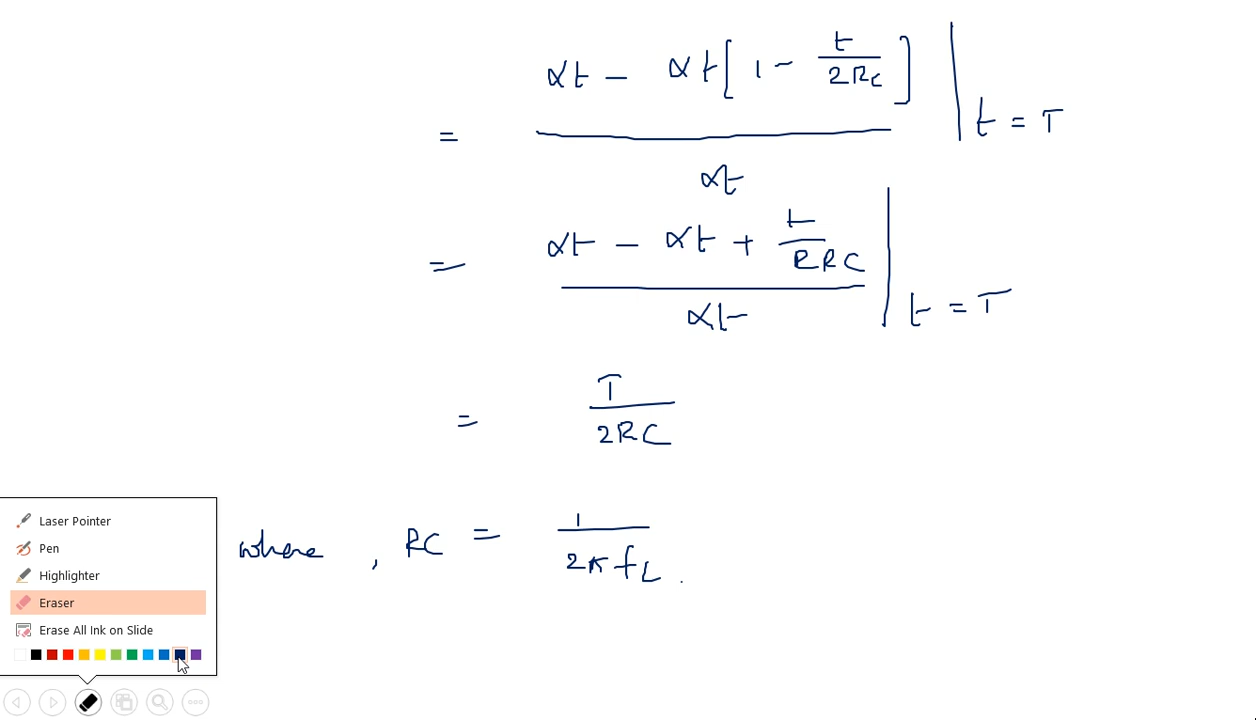 = (αt − αt[1 − t/2RC])/αt |t = T
= (αt − αt + t/RRC)/αt |t = T
= T/2RC
where , RC = 1/2πfL .
Laser Pointer
Pen
Highlighter
Eraser
Erase All Ink on Slide